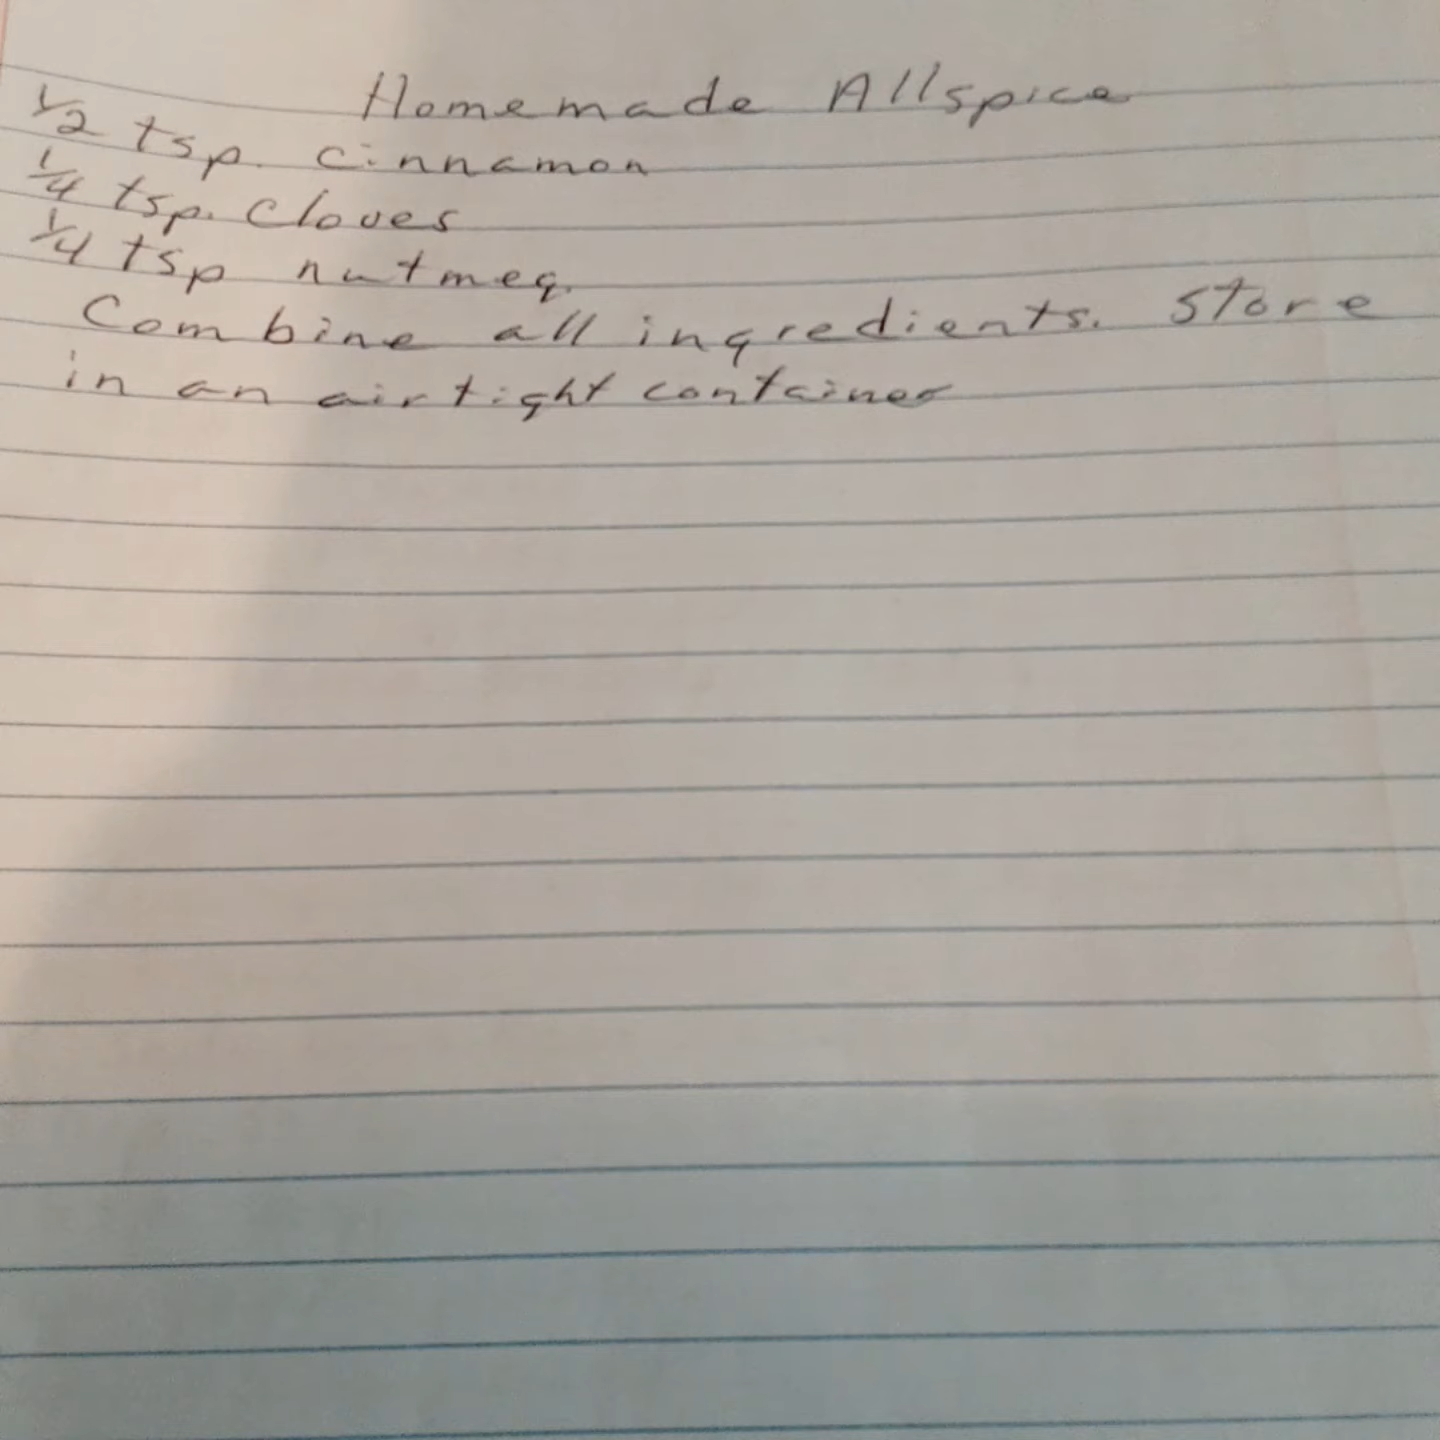 Homemade Allspice
1/2 tsp. cinnamon
1/4 tsp. Cloves
1/4 tsp nutmeg.
Combine all ingredients. Store
in an airtight container